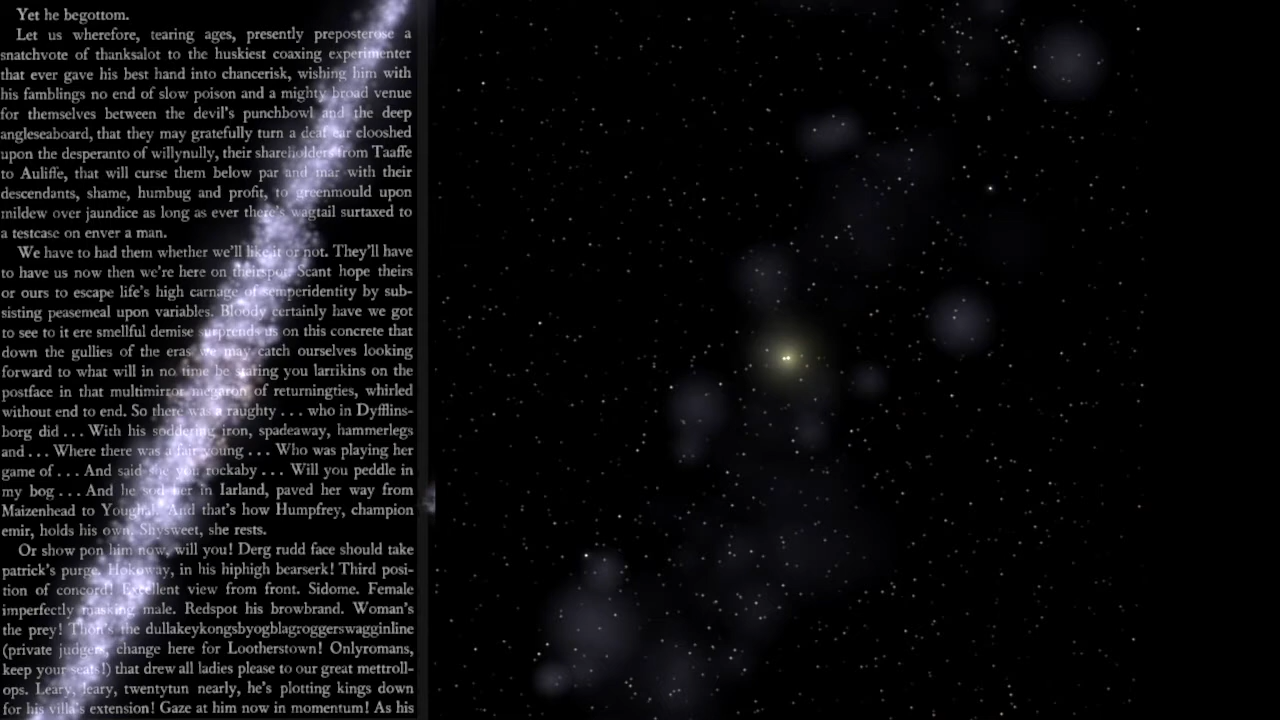 Yet he begottom.
Let us wherefore, tearing ages, presently preposterose a
snatchvote of thanksalot to the huskiest coaxing experimenter
that ever gave his best hand into chancerisk, wishing him with
his famblings no end of slow poison and a mighty broad venue
for themselves between the devil's punchbowl and the deep
angleseaboard, that they may gratefully turn a deaf ear clooshed
upon the desperanto of willynully, their shareholders from Taaffe
to Auliffe, that will curse them below par and mar with their
descendants, shame, humbug and profit, to greenmould upon
mildew over jaundice as long as ever there's wagtail surtaxed to
a testcase on enver a man.
We have to had them whether we'll like it or not. They'll have
to have us now then we're here on theirspot. Scant hope theirs
or ours to escape life's high carnage of semperidentity by sub-
sisting peasemeal upon variables. Bloody certainly have we got
to see to it ere smellful demise surprends us on this concrete that
down the gullies of the eras we may catch ourselves looking
forward to what will in no time be staring you larrikins on the
postface in that multimirror megaron of returningties, whirled
without end to end. So there was a raughty . . . who in Dyfflins-
borg did . . . With his soddering iron, spadeaway, hammerlegs
and . . . Where there was a fair young . . . Who was playing her
game of . . . And said she you rockaby . . . Will you peddle in
my bog . . . And he sod her in Iarland, paved her way from
Maizenhead to Youghal. And that's how Humpfrey, champion
emir, holds his own. Shysweet, she rests.
Or show pon him now, will you! Derg rudd face should take
patrick's purge. Hokoway, in his hiphigh bearserk! Third posi-
tion of concord! Excellent view from front. Sidome. Female
imperfectly masking male. Redspot his browbrand. Woman's
the prey! Thon's the dullakeykongsbyogblagroggerswagginline
(private judgers, change here for Lootherstown! Onlyromans,
keep your seats!) that drew all ladies please to our great mettroll-
ops. Leary, leary, twentytun nearly, he's plotting kings down
for his villa's extension! Gaze at him now in momentum! As his